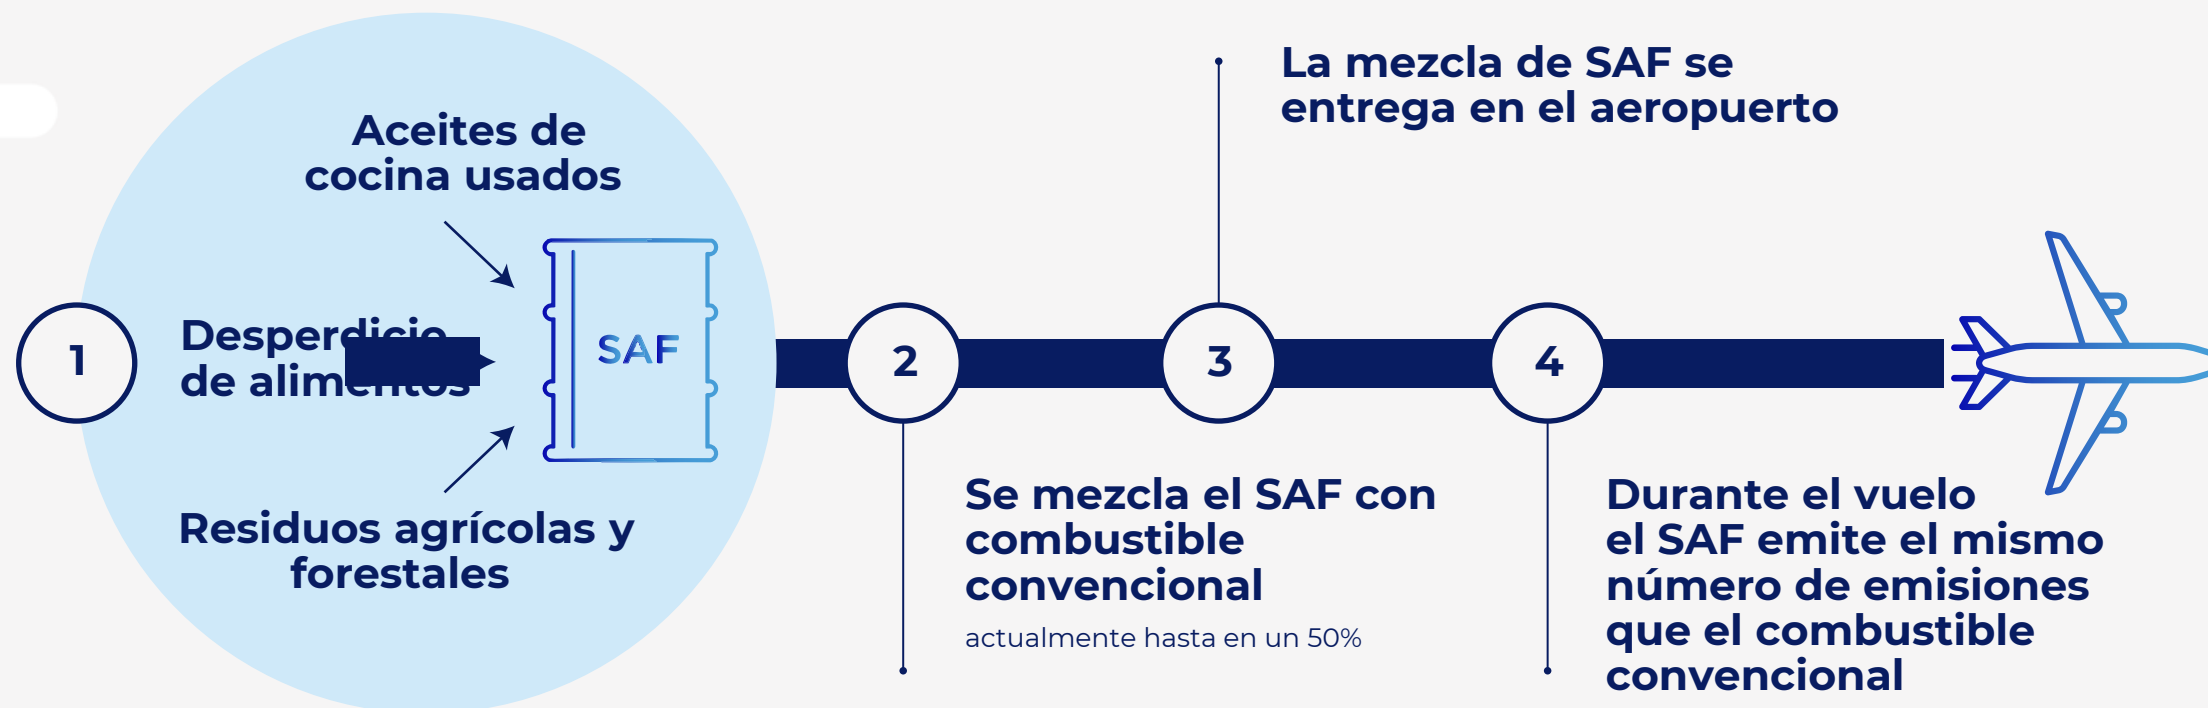 Aceites de
cocina usados
1
Desperdicio
de alimentos
SAF
Residuos agrícolas y
forestales
2
Se mezcla el SAF con
combustible
convencional
actualmente hasta en un 50%
3
La mezcla de SAF se
entrega en el aeropuerto
4
Durante el vuelo
el SAF emite el mismo
número de emisiones
que el combustible
convencional